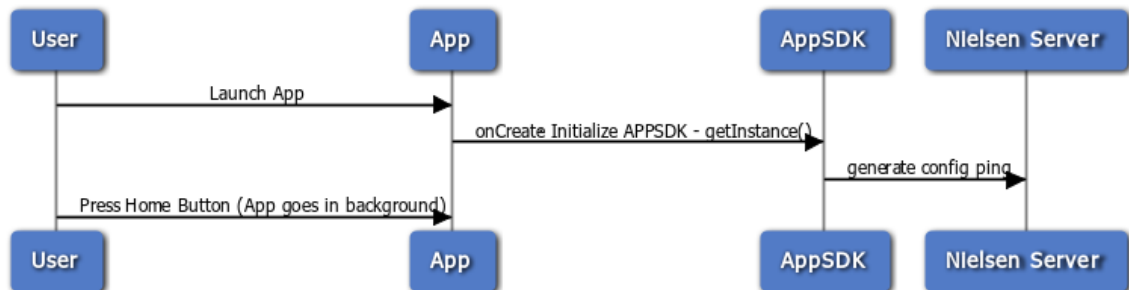 User App AppSDK Nielsen Server
Launch App
onCreate Initialize APPSDK - getInstance()
generate config ping
Press Home Button (App goes in background)
User App AppSDK Nielsen Server